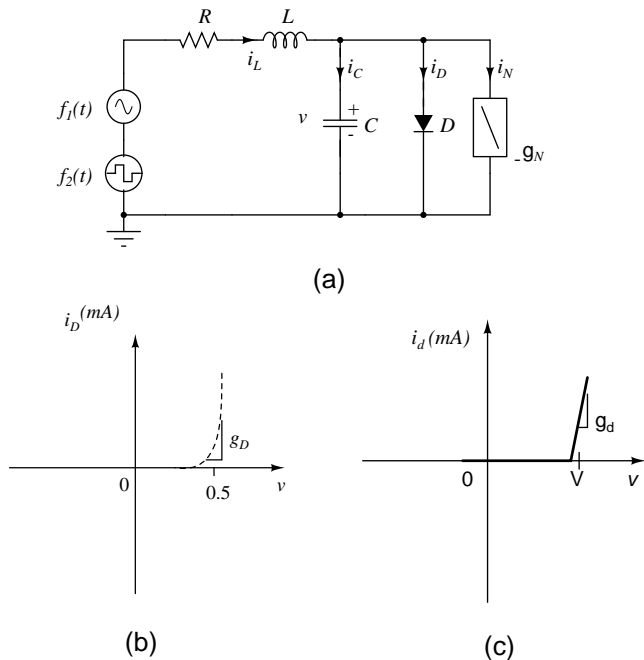 R L
i_L i_C i_D i_N
f_1(t) v + C D
-
-g_N
f_2(t)
(a)
i_D (mA)
g_D
0 0.5 v
(b)
i_d (mA)
g_d
0 V v
(c)